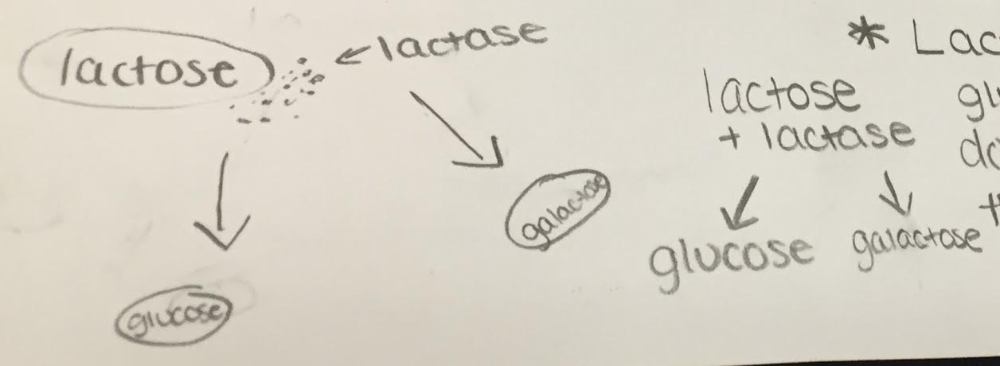 lactose
← lactase
galactose
glucose
* Lac
lactose
+ lactase
glucose galactose